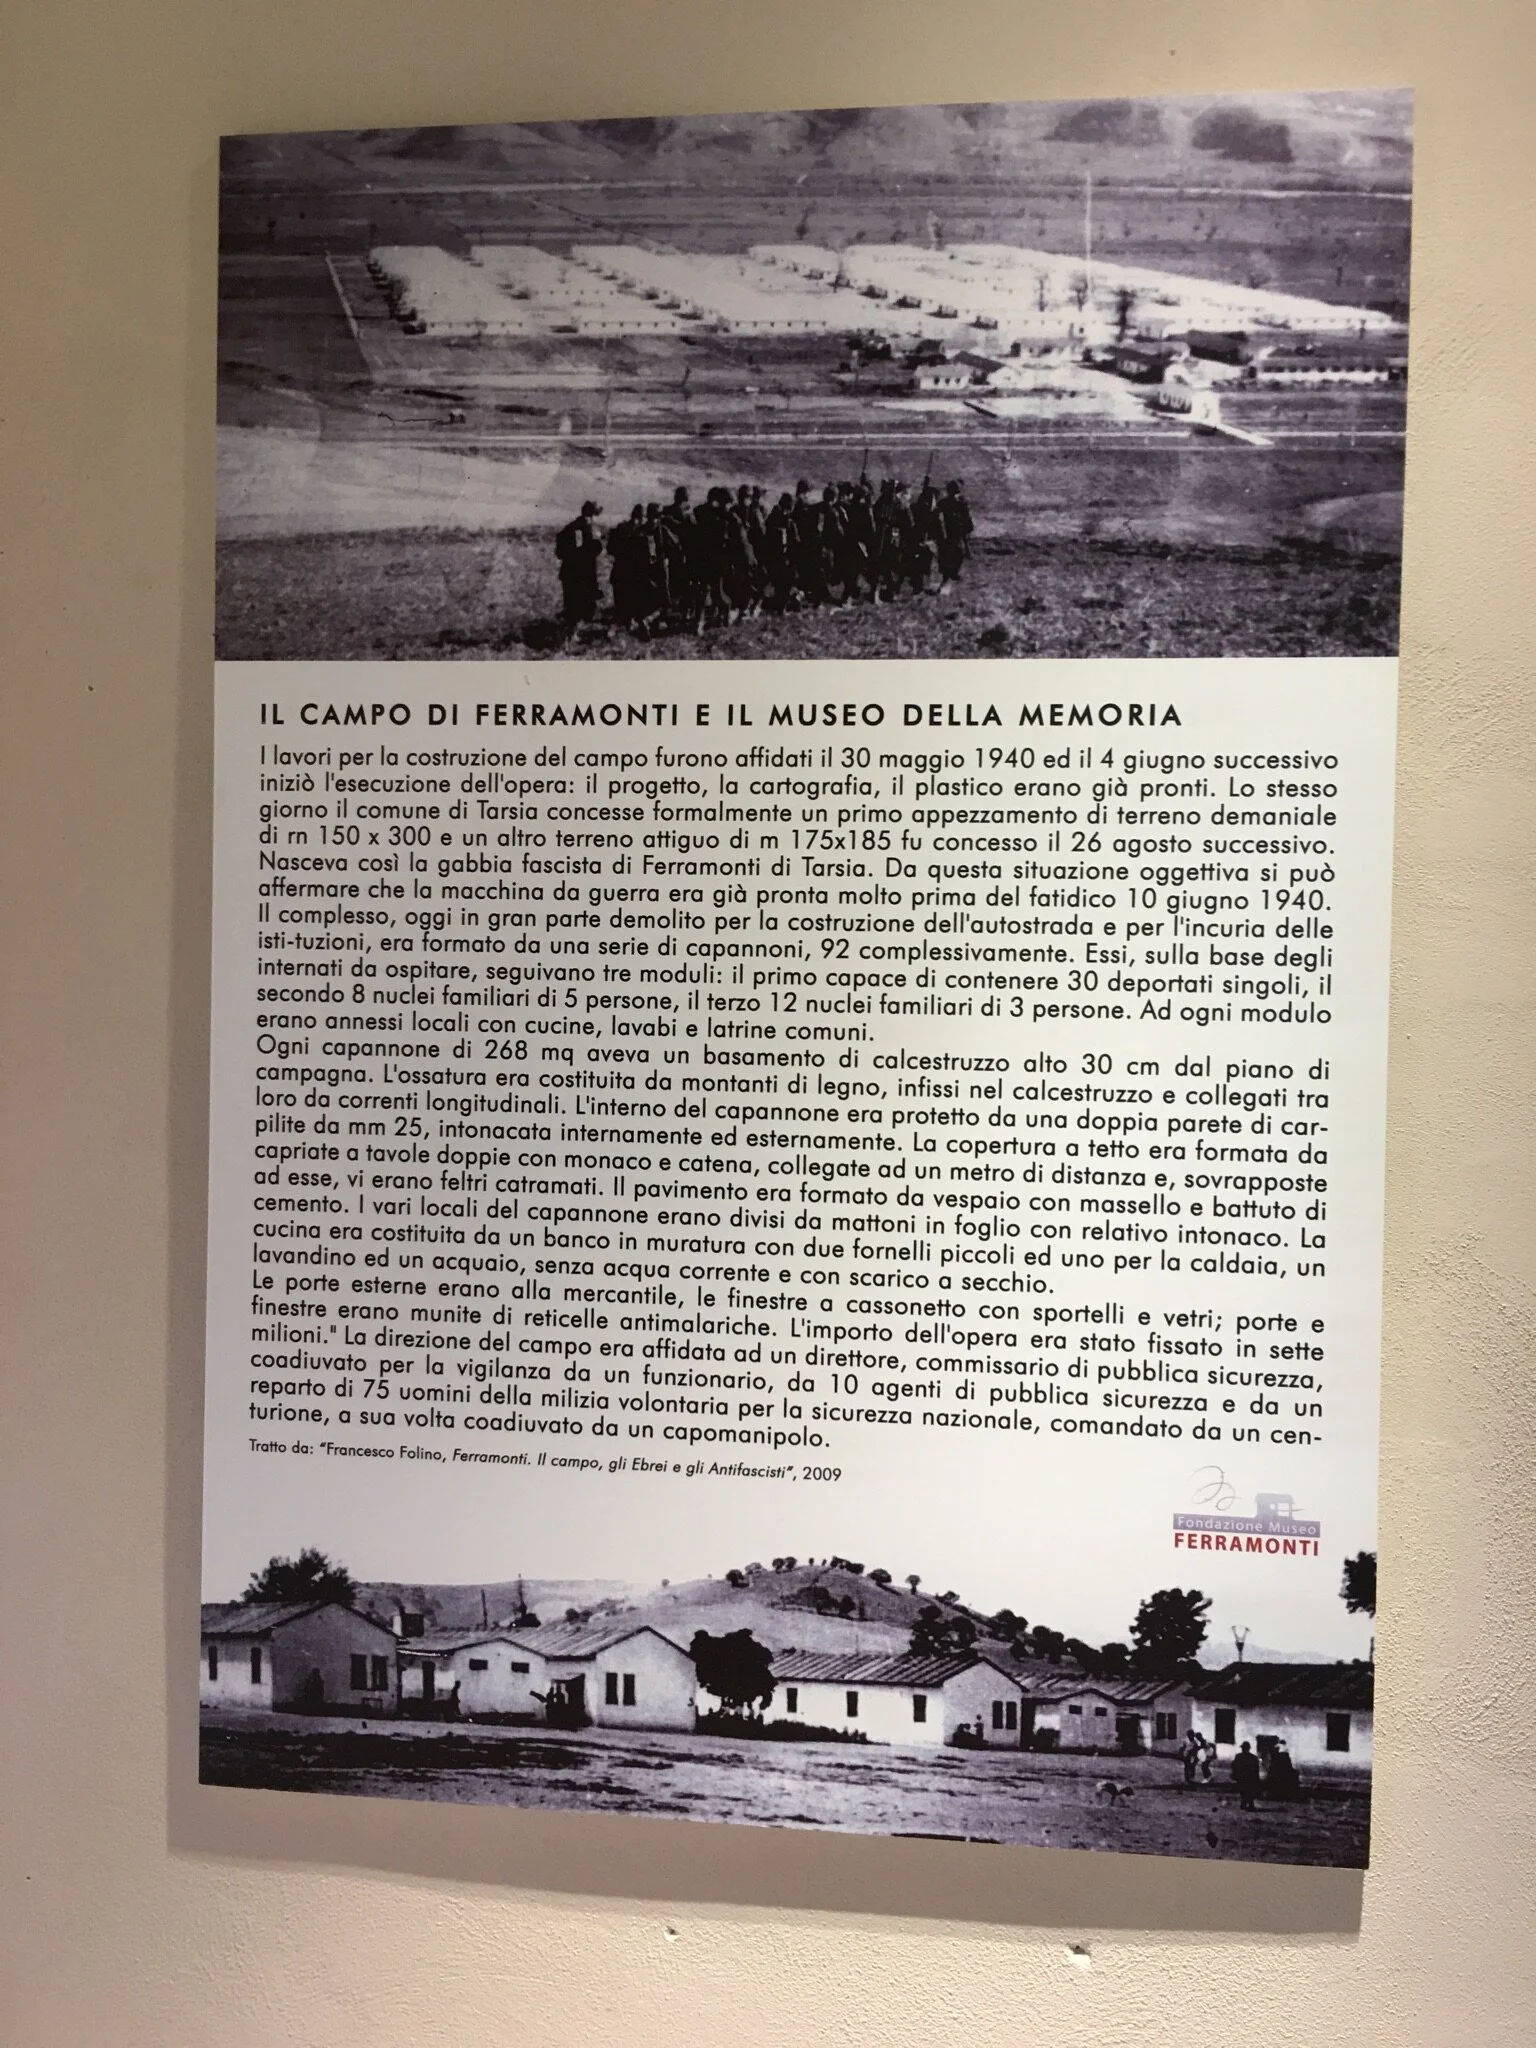 IL CAMPO DI FERRAMONTI E IL MUSEO DELLA MEMORIA
I lavori per la costruzione del campo furono affidati il 30 maggio 1940 ed il 4 giugno successivo
iniziò l'esecuzione dell'opera: il progetto, la cartografia, il plastico erano già pronti. Lo stesso
giorno il comune di Tarsia concesse formalmente un primo appezzamento di terreno demaniale
di rn 150 x 300 e un altro terreno attiguo di m 175x185 fu concesso il 26 agosto successivo.
Nasceva così la gabbia fascista di Ferramonti di Tarsia. Da questa situazione oggettiva si può
affermare che la macchina da guerra era già pronta molto prima del fatidico 10 giugno 1940.
Il complesso, oggi in gran parte demolito per la costruzione dell'autostrada e per l'incuria delle
isti-tuzioni, era formato da una serie di capannoni, 92 complessivamente. Essi, sulla base degli
internati da ospitare, seguivano tre moduli: il primo capace di contenere 30 deportati singoli, il
secondo 8 nuclei familiari di 5 persone, il terzo 12 nuclei familiari di 3 persone. Ad ogni modulo
erano annessi locali con cucine, lavabi e latrine comuni.
Ogni capannone di 268 mq aveva un basamento di calcestruzzo alto 30 cm dal piano di
campagna. L'ossatura era costituita da montanti di legno, infissi nel calcestruzzo e collegati tra
loro da correnti longitudinali. L'interno del capannone era protetto da una doppia parete di car-
pilite da mm 25, intonacata internamente ed esternamente. La copertura a tetto era formata da
capriate a tavole doppie con monaco e catena, collegate ad un metro di distanza e, sovrapposte
ad esse, vi erano feltri catramati. Il pavimento era formato da vespaio con massello e battuto di
cemento. I vari locali del capannone erano divisi da mattoni in foglio con relativo intonaco. La
cucina era costituita da un banco in muratura con due fornelli piccoli ed uno per la caldaia, un
lavandino ed un acquaio, senza acqua corrente e con scarico a secchio.
Le porte esterne erano alla mercantile, le finestre a cassonetto con sportelli e vetri; porte e
finestre erano munite di reticelle antimalariche. L'importo dell'opera era stato fissato in sette
milioni." La direzione del campo era affidata ad un direttore, commissario di pubblica sicurezza,
coadiuvato per la vigilanza da un funzionario, da 10 agenti di pubblica sicurezza e da un
reparto di 75 uomini della milizia volontaria per la sicurezza nazionale, comandato da un cen-
turione, a sua volta coadiuvato da un capomanipolo.
Tratto da: "Francesco Folino, Ferramonti. Il campo, gli Ebrei e gli Antifascisti", 2009
Fondazione Museo
FERRAMONTI